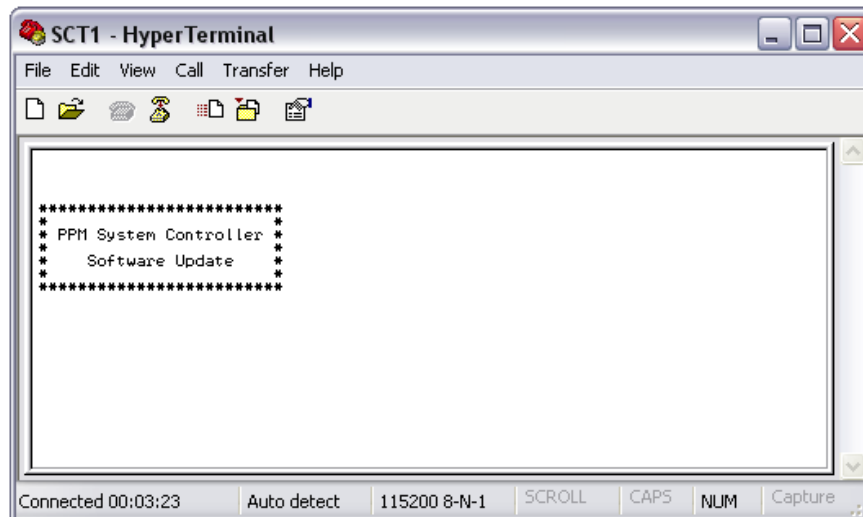 SCT1 - HyperTerminal
File Edit View Call Transfer Help
*************************
* *
* PPM System Controller *
* *
* Software Update *
* *
*************************
Connected 00:03:23 Auto detect 115200 8-N-1 SCROLL CAPS NUM Capture